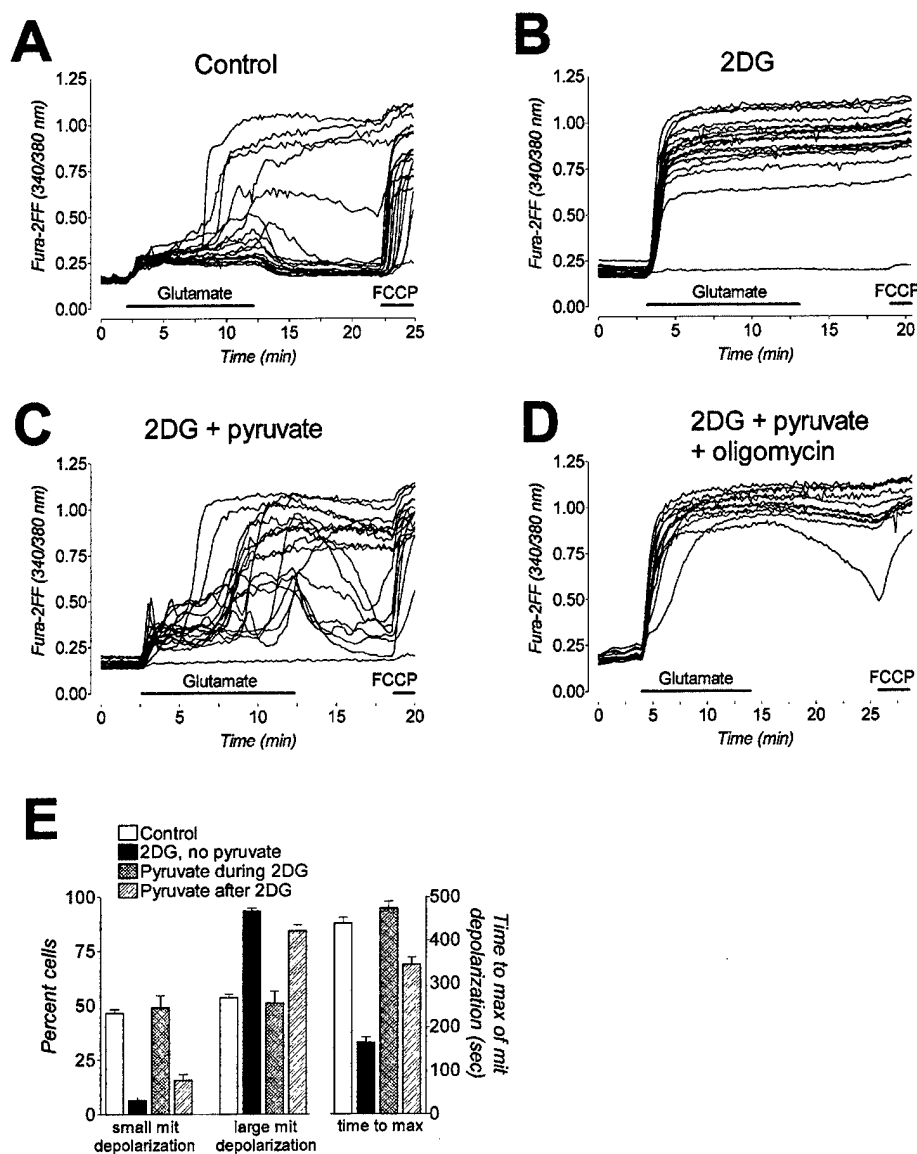 A
Control
Fura-2FF (340/380 nm)
1.25
1.00
0.75
0.50
0.25
0.00
Glutamate
FCCP
0 5 10 15 20 25
Time (min)
B
2DG
Fura-2FF (340/380 nm)
1.25
1.00
0.75
0.50
0.25
0.00
Glutamate
FCCP
0 5 10 15 20
Time (min)
C
2DG + pyruvate
Fura-2FF (340/380 nm)
1.25
1.00
0.75
0.50
0.25
0.00
Glutamate
FCCP
0 5 10 15 20
Time (min)
D
2DG + pyruvate
+ oligomycin
Fura-2FF (340/380 nm)
1.25
1.00
0.75
0.50
0.25
0.00
Glutamate
FCCP
0 5 10 15 20 25
Time (min)
E
Control
2DG, no pyruvate
Pyruvate during 2DG
Pyruvate after 2DG
Percent cells
100
75
50
25
0
small mit
depolarization
large mit
depolarization
time to max
500
400
300
200
100
0
Time to max of mit
depolarization (sec)